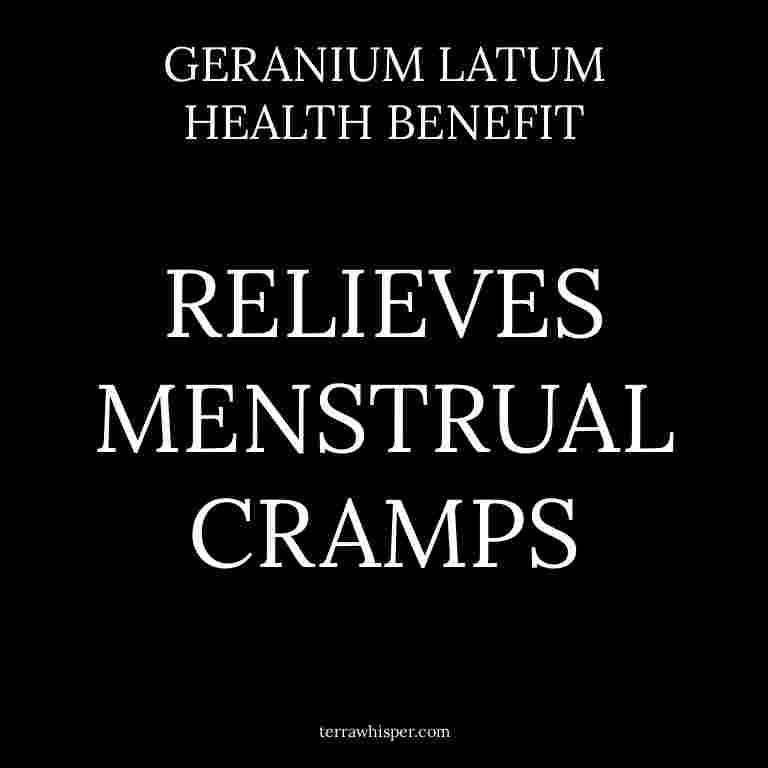 GERANIUM LATUM
HEALTH BENEFIT
RELIEVES
MENSTRUAL
CRAMPS
terrawhisper.com